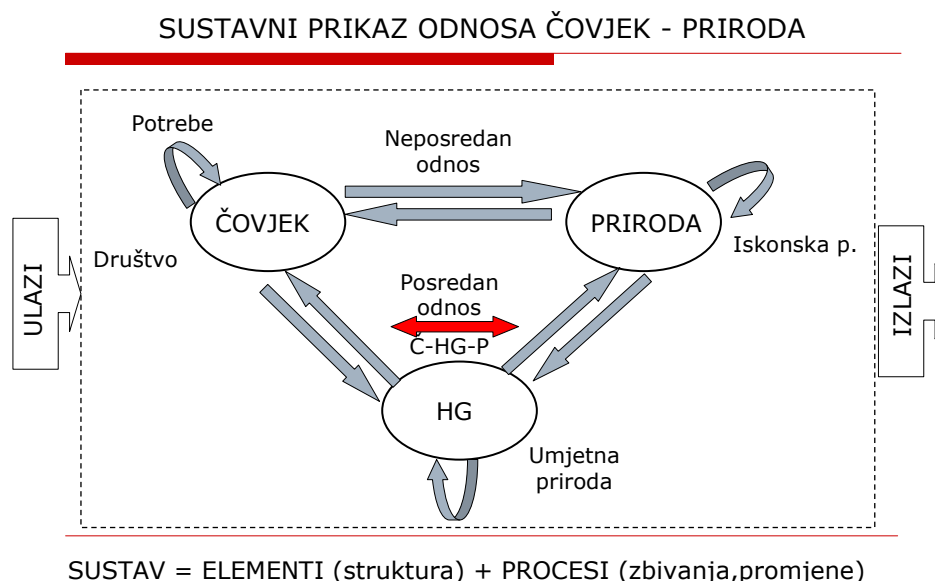 SUSTAVNI PRIKAZ ODNOSA ČOVJEK - PRIRODA
Potrebe
Neposredan
odnos
ČOVJEK
PRIRODA
Društvo
Iskonska p.
ULAZI
IZLAZI
Posredan
odnos
Č-HG-P
HG
Umjetna
priroda
SUSTAV = ELEMENTI (struktura) + PROCESI (zbivanja,promjene)